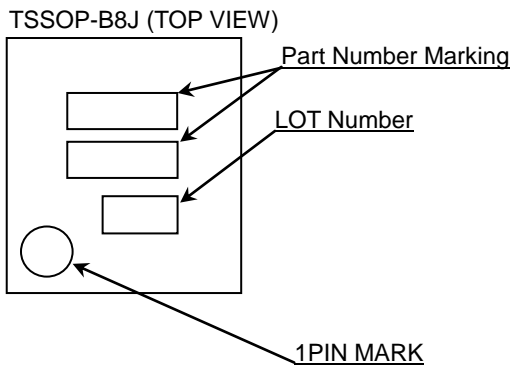 TSSOP-B8J (TOP VIEW)
Part Number Marking
LOT Number
1PIN MARK